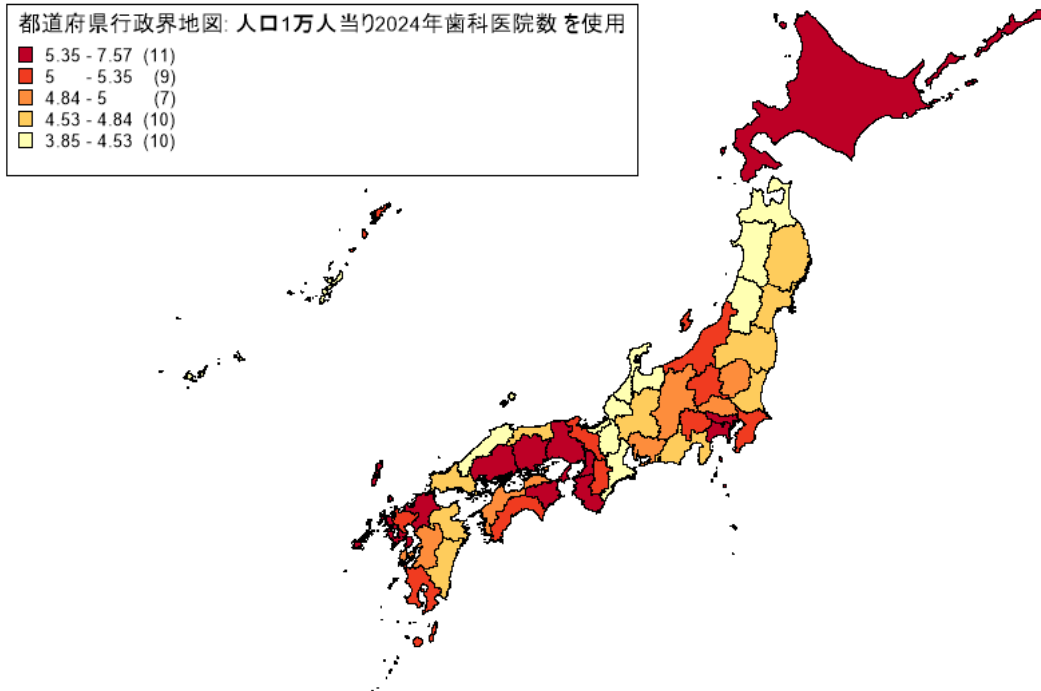 都道府県行政界地図: 人口1万人当り2024年歯科医院数 を使用
5.35 - 7.57 (11)
5 - 5.35 (9)
4.84 - 5 (7)
4.53 - 4.84 (10)
3.85 - 4.53 (10)